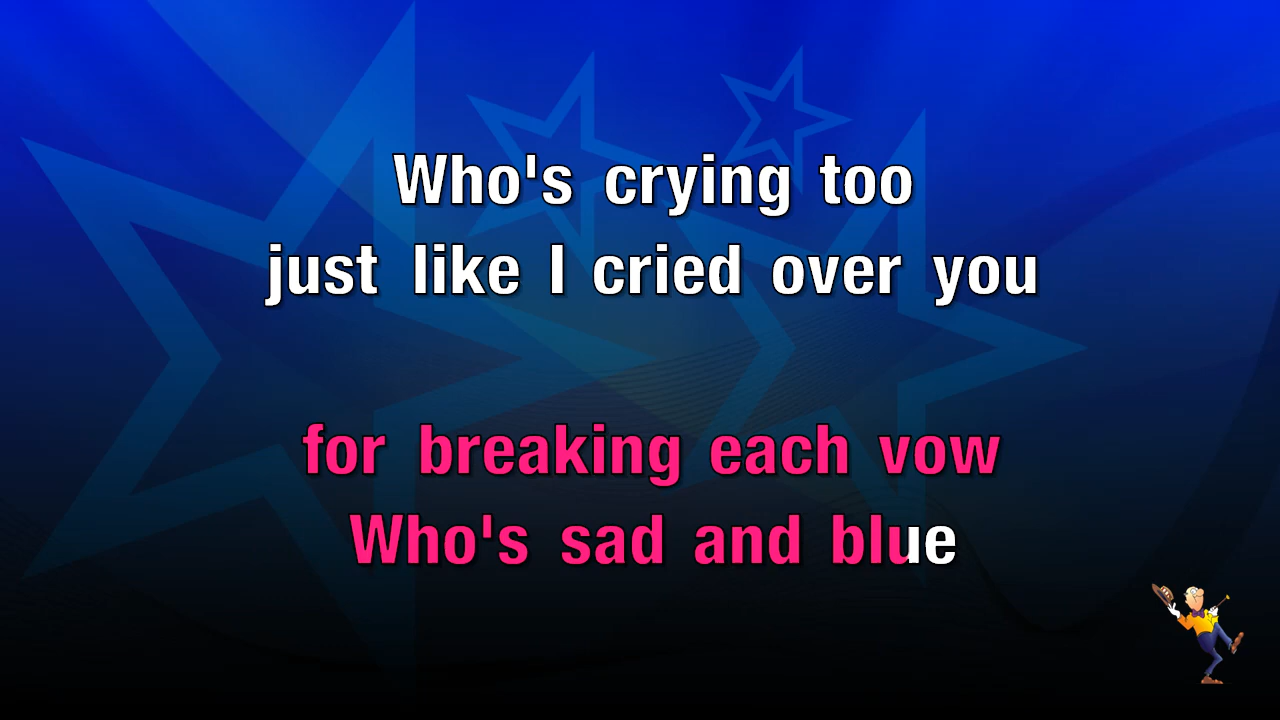 Who's crying too
just like I cried over you
for breaking each vow
Who's sad and blue